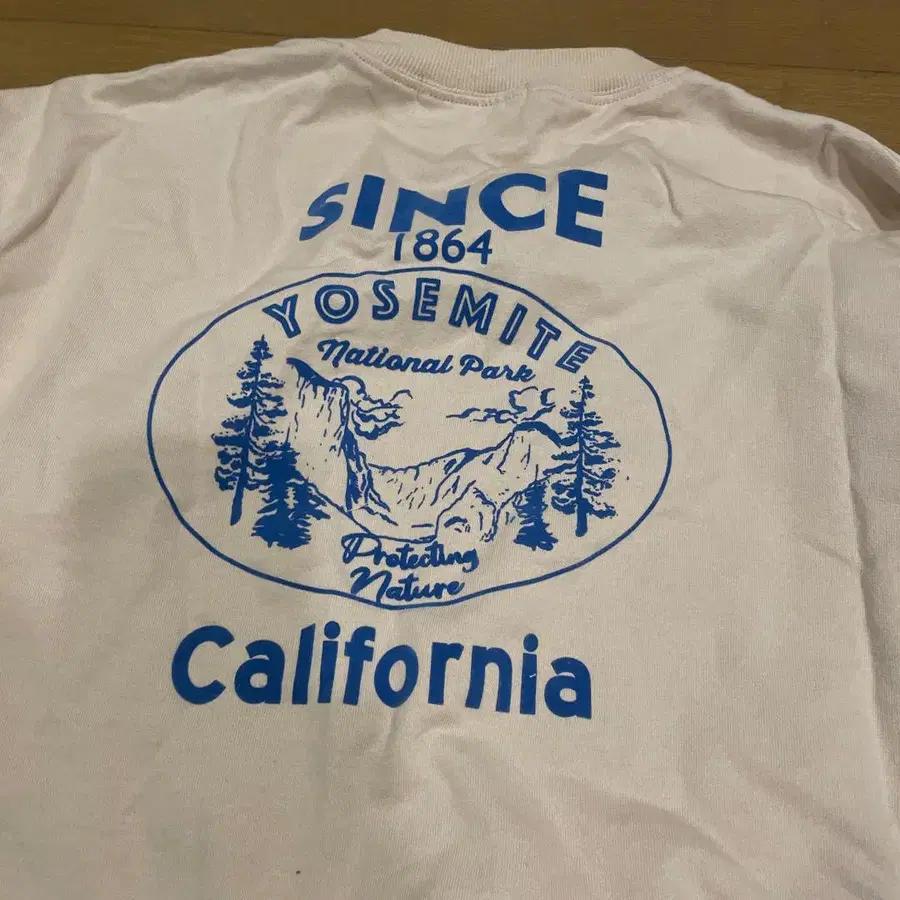 SINCE
1864
YOSEMITE
National Park
Protecting
Nature
California